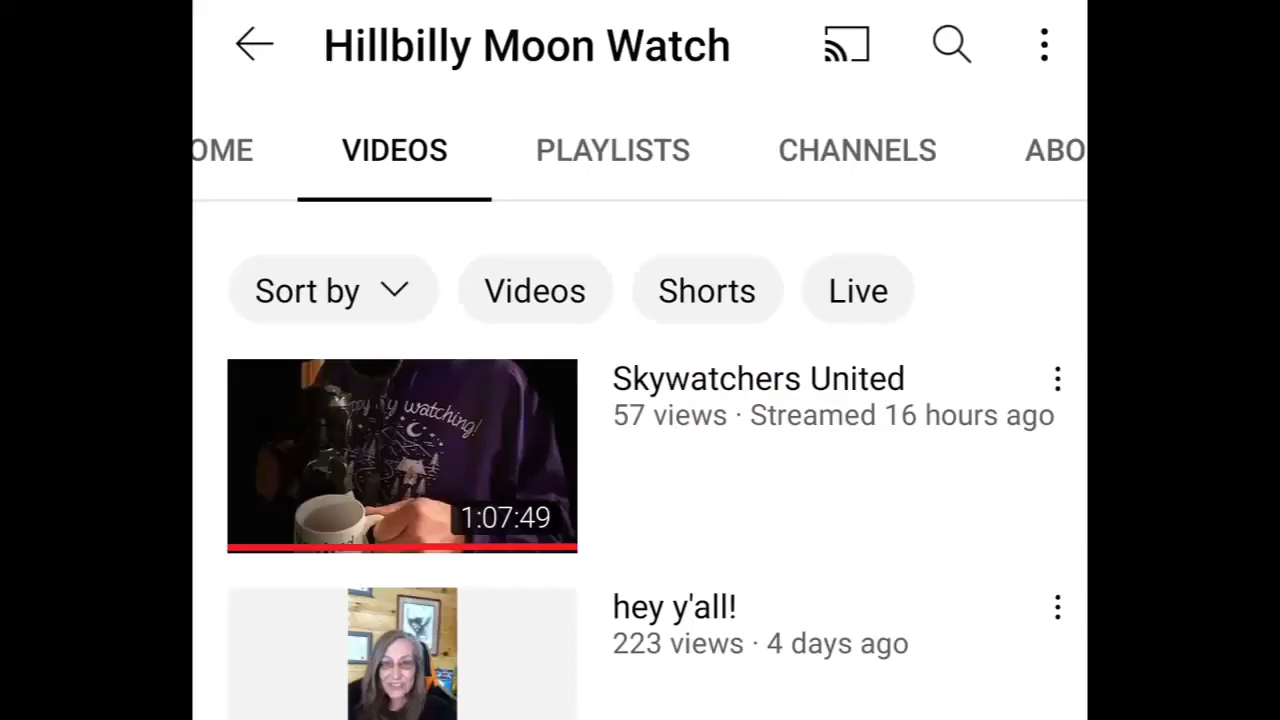 Hillbilly Moon Watch
OME VIDEOS PLAYLISTS CHANNELS ABO
Sort by Videos Shorts Live
Skywatchers United
57 views · Streamed 16 hours ago
watching!
1:07:49
hey y'all!
223 views · 4 days ago